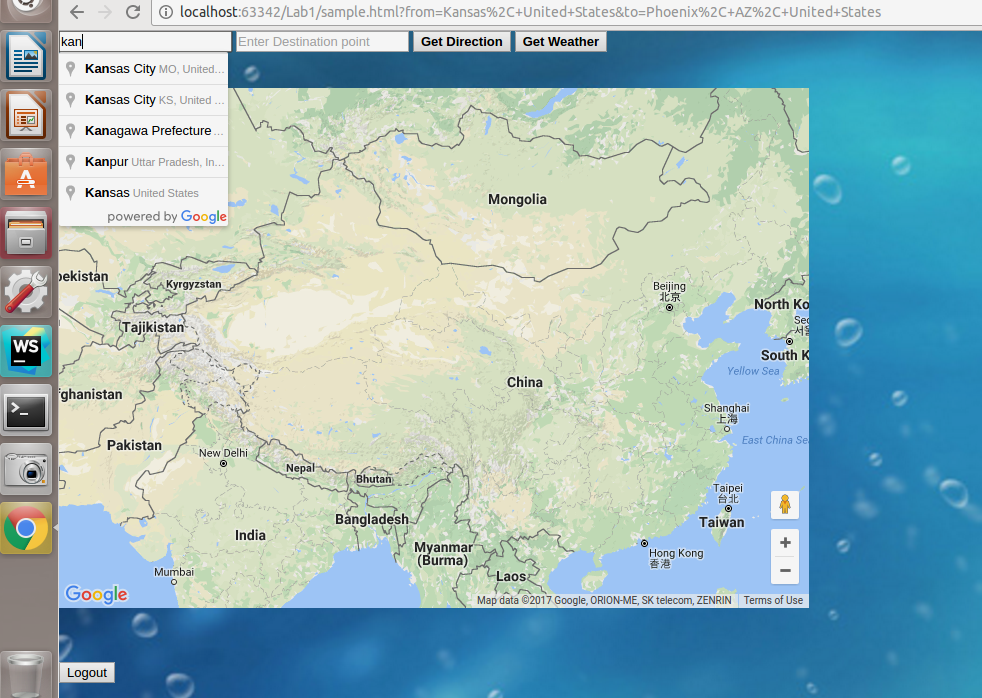 localhost:63342/Lab1/sample.html?from=Kansas%2C+United+States&to=Phoenix%2C+AZ%2C+United+States
kan Enter Destination point Get Direction Get Weather
Kansas City MO, United...
Kansas City KS, United ...
Kanagawa Prefecture ...
Kanpur Uttar Pradesh, In...
Kansas United States
powered by Google
Mongolia
bekistan
Kyrgyzstan
Beijing
北京
North Ko
Tajikistan
Seo
서울
South K
Yellow Sea
China
fghanistan
Shanghai
上海
Pakistan
East China Sea
New Delhi
Nepal
Bhutan
Taipei
台北
Bangladesh
Taiwan
India
Myanmar
(Burma)
Hong Kong
香港
Laos
Mumbai
+
−
Google
Map data ©2017 Google, ORION-ME, SK telecom, ZENRIN Terms of Use
Logout
WS
>_